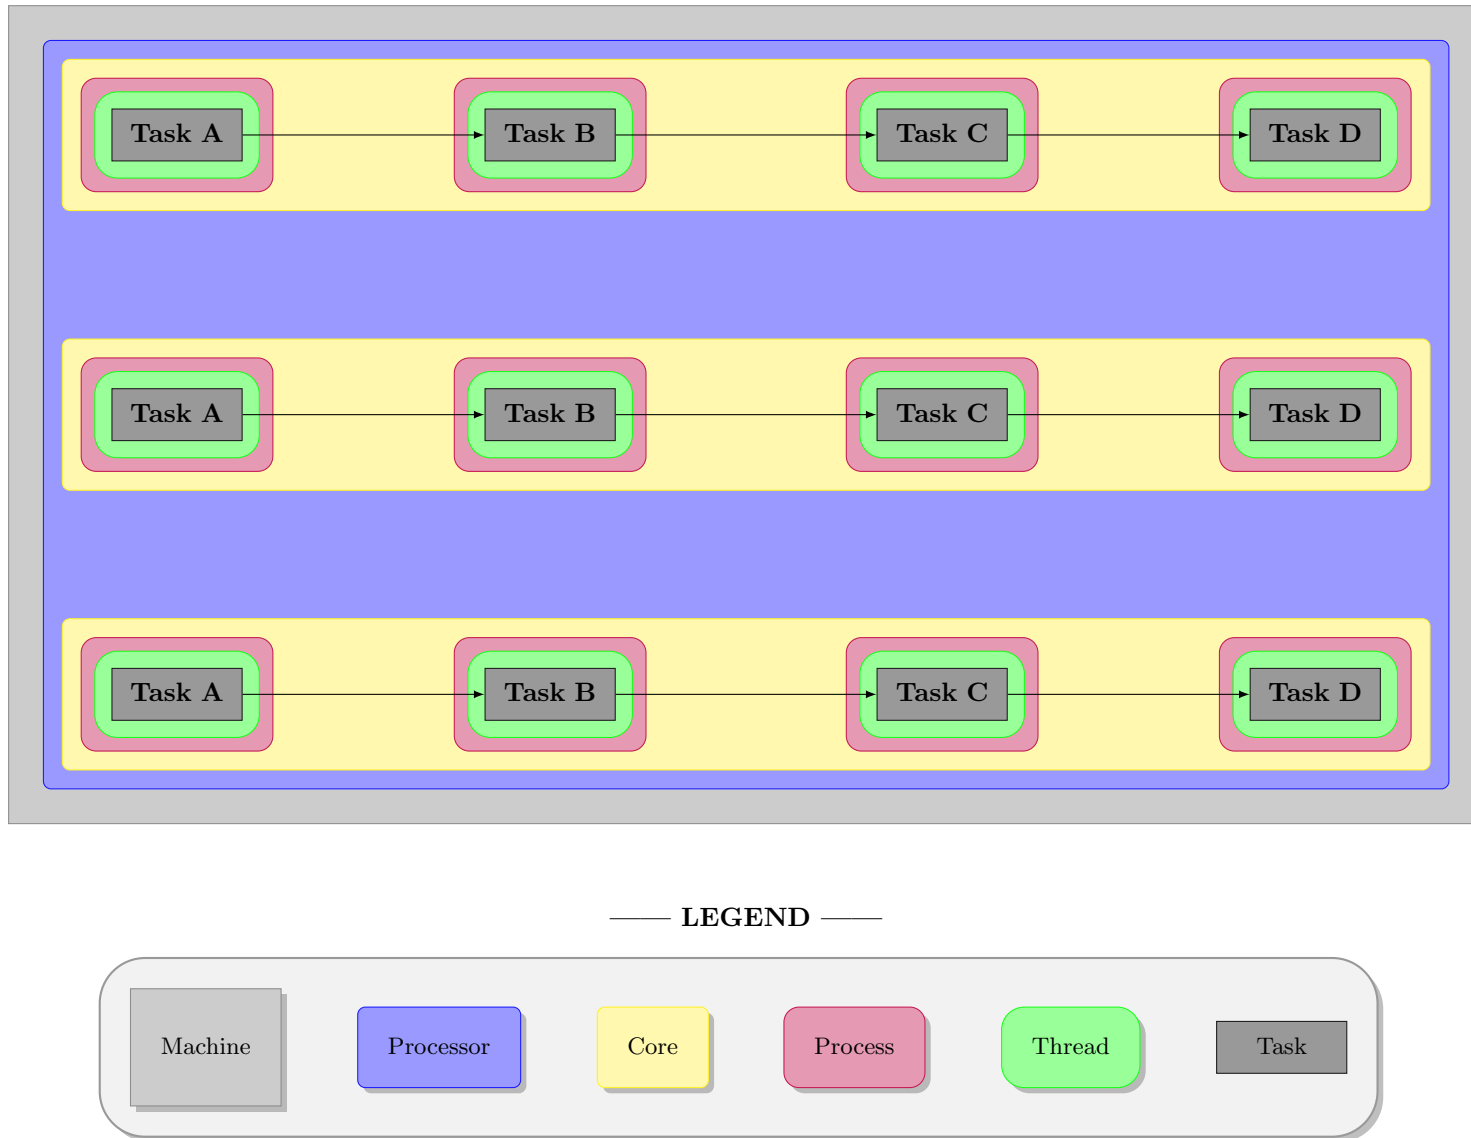 Task A Task B Task C Task D
Task A Task B Task C Task D
Task A Task B Task C Task D
LEGEND
Machine Processor Core Process Thread Task